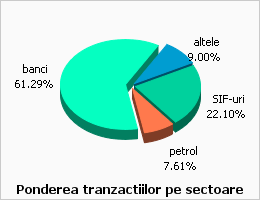 altele
9.00%
banci
61.29%
SIF-uri
22.10%
petrol
7.61%
Ponderea tranzactiilor pe sectoare